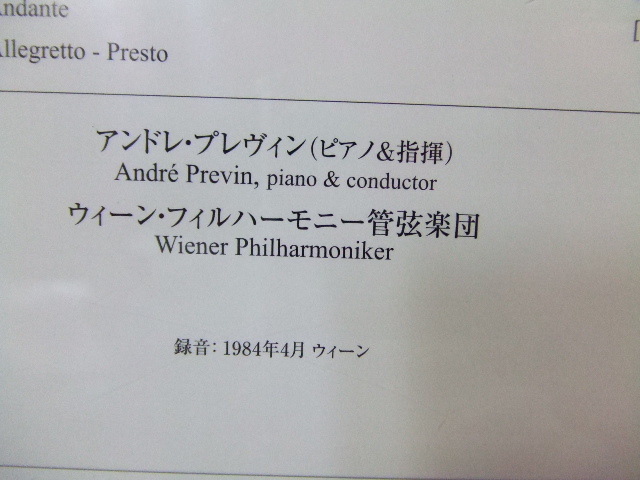 Andante
Allegretto - Presto
[
アンドレ・プレヴィン(ピアノ&指揮)
André Previn, piano & conductor
ウィーン・フィルハーモニー管弦楽団
Wiener Philharmoniker
録音: 1984年4月 ウィーン